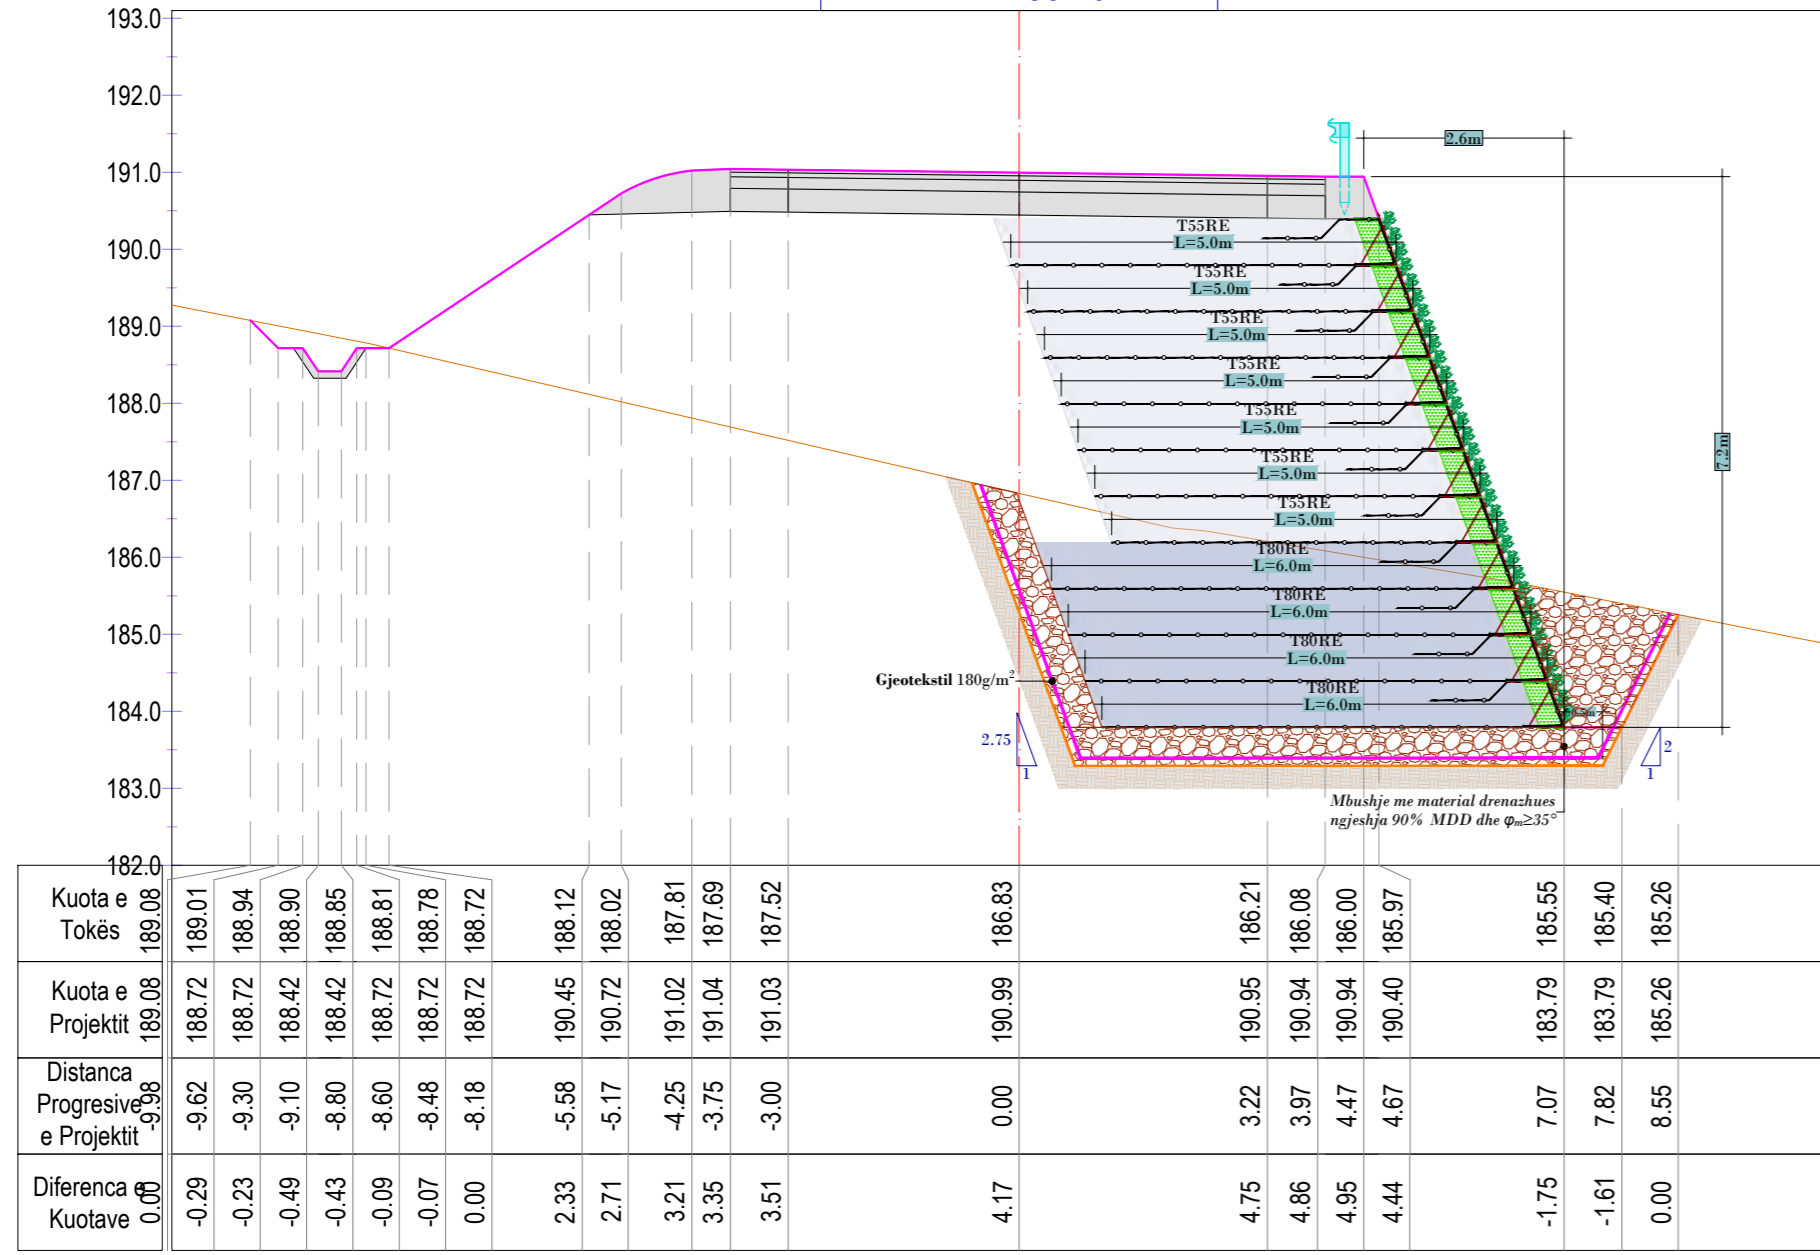 193.0
192.0
191.0
190.0
189.0
188.0
187.0
186.0
185.0
184.0
183.0
182.0
2.6m
7.2m
T55RE
L=5.0m
T55RE
L=5.0m
T55RE
L=5.0m
T55RE
L=5.0m
T55RE
L=5.0m
T55RE
L=5.0m
T55RE
L=5.0m
T80RE
L=6.0m
T80RE
L=6.0m
T80RE
L=6.0m
T80RE
L=6.0m
Gjeotekstil 180g/m²
2.75
1
2
1
Mbushje me material drenazhues
ngjeshja 90% MDD dhe φm≥35°
Kuota e
Tokës
189.08 189.01 188.94 188.90 188.85 188.81 188.78 188.72 188.12 188.02 187.81 187.69 187.52 186.83 186.21 186.08 186.00 185.97 185.55 185.40 185.26
Kuota e
Projektit
189.08 188.72 188.72 188.42 188.42 188.72 188.72 188.72 190.45 190.72 191.02 191.04 191.03 190.99 190.95 190.94 190.94 190.40 183.79 183.79 185.26
Distanca
Progresive
e Projektit
-9.98 -9.62 -9.30 -9.10 -8.80 -8.60 -8.48 -8.18 -5.58 -5.17 -4.25 -3.75 -3.00 0.00 3.22 3.97 4.47 4.67 7.07 7.82 8.55
Diferenca e
Kuotave
0.00 -0.29 -0.23 -0.49 -0.43 -0.09 -0.07 0.00 2.33 2.71 3.21 3.35 3.51 4.17 4.75 4.86 4.95 4.44 -1.75 -1.61 0.00